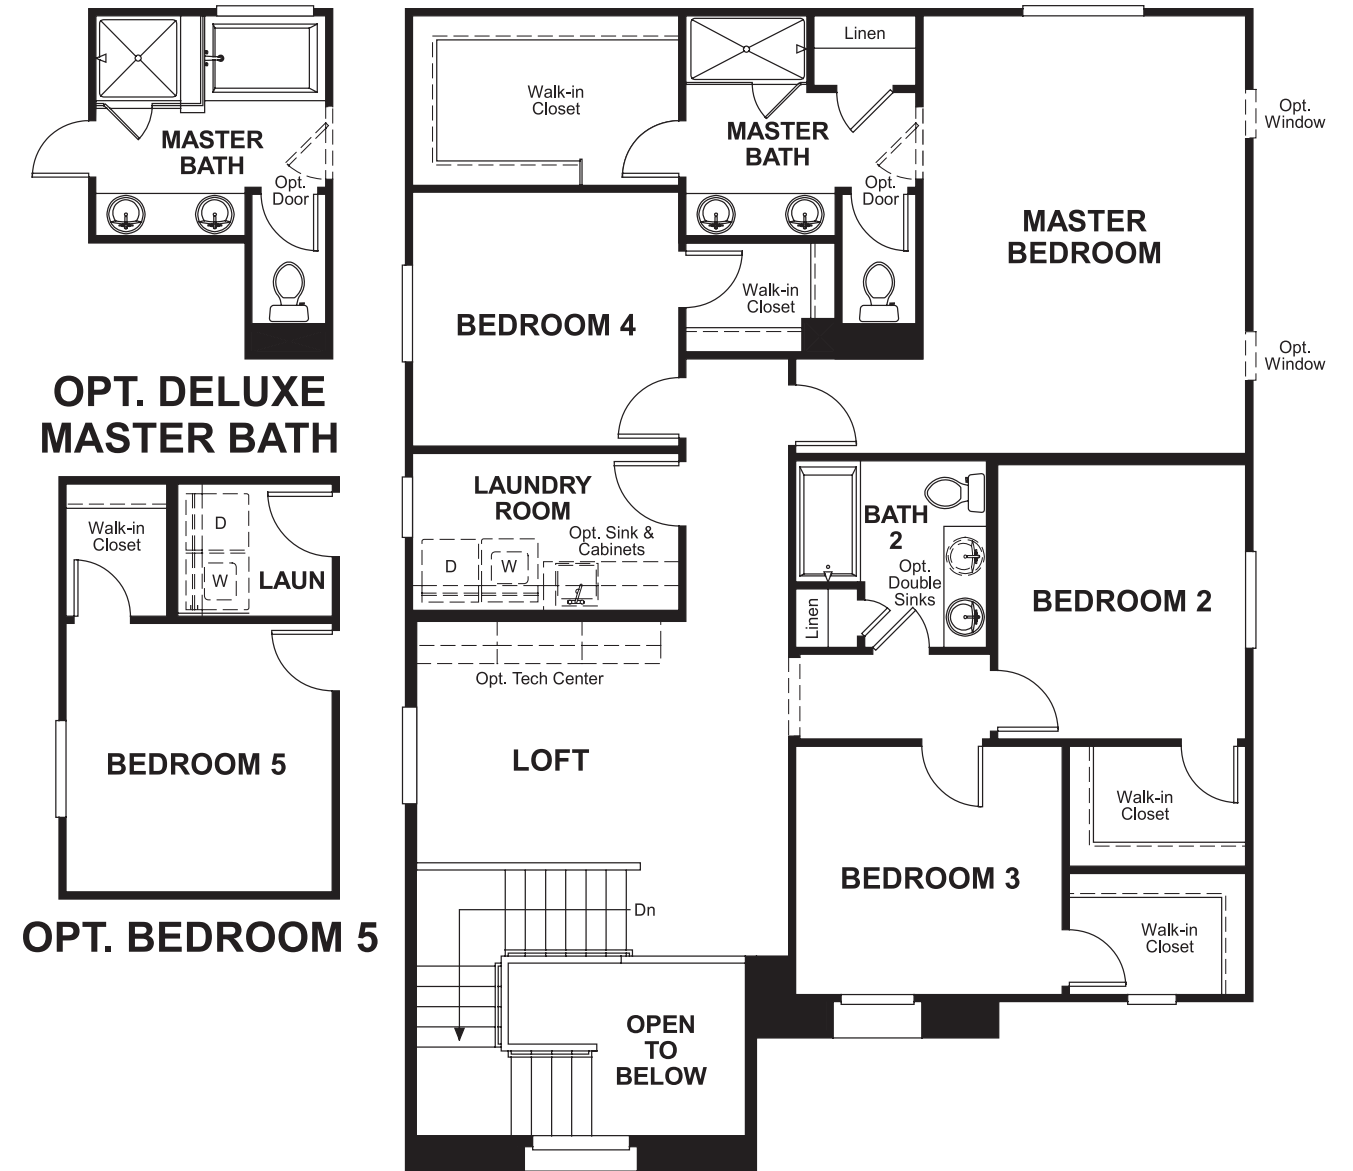 MASTER
BATH
Opt.
Door
OPT. DELUXE
MASTER BATH
Walk-in
Closet
D
W
LAUN
BEDROOM 5
OPT. BEDROOM 5
Walk-in
Closet
MASTER
BATH
Linen
Opt.
Door
MASTER
BEDROOM
Opt.
Window
Opt.
Window
BEDROOM 4
Walk-in
Closet
LAUNDRY
ROOM
Opt. Sink &
Cabinets
D
W
BATH
2
Opt.
Double
Sinks
Linen
BEDROOM 2
Opt. Tech Center
LOFT
Walk-in
Closet
BEDROOM 3
Walk-in
Closet
Dn
OPEN
TO
BELOW